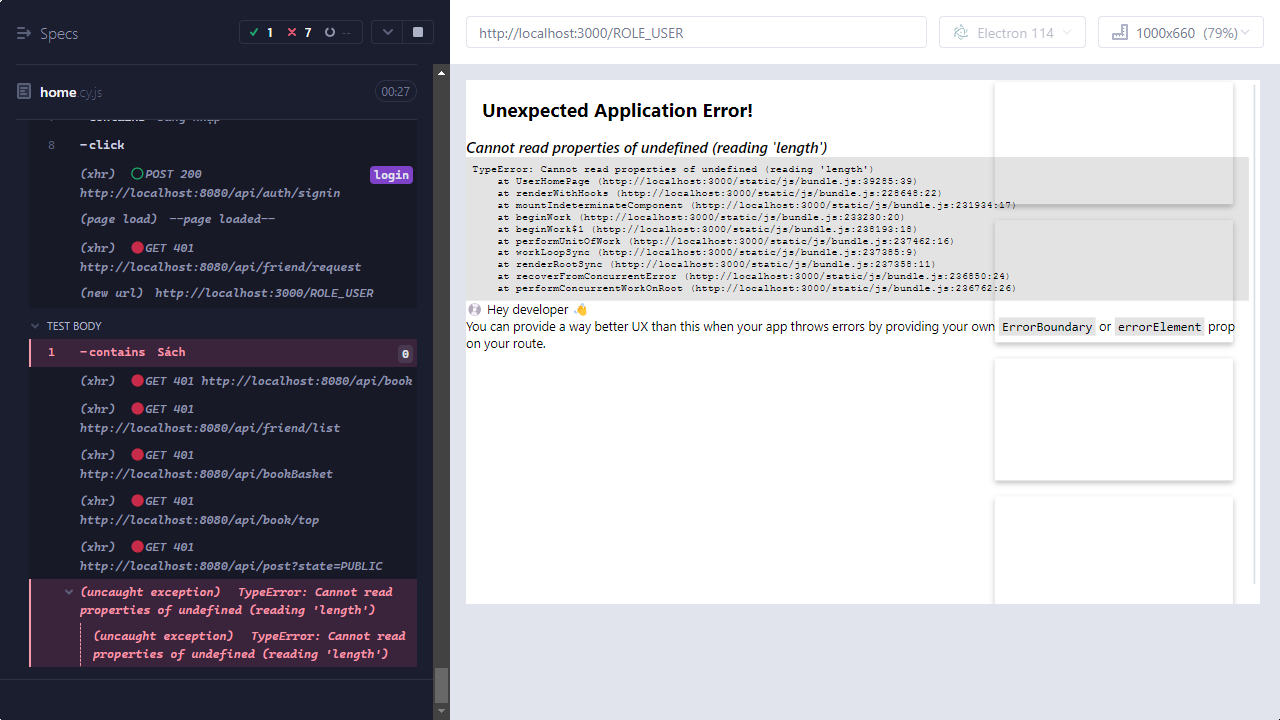 Specs
1 7 --
home.cy.js
00:27
8 -click
(xhr) POST 200
login
http://localhost:8080/api/auth/signin
(page load) --page loaded--
(xhr) GET 401
http://localhost:8080/api/friend/request
(new url) http://localhost:3000/ROLE_USER
TEST BODY
1 -contains Sách
0
(xhr) GET 401 http://localhost:8080/api/book
(xhr) GET 401
http://localhost:8080/api/friend/list
(xhr) GET 401
http://localhost:8080/api/bookBasket
(xhr) GET 401
http://localhost:8080/api/book/top
(xhr) GET 401
http://localhost:8080/api/post?state=PUBLIC
(uncaught exception) TypeError: Cannot read
properties of undefined (reading 'length')
(uncaught exception) TypeError: Cannot read
properties of undefined (reading 'length')
http://localhost:3000/ROLE_USER
Electron 114
1000x660 (79%)
Unexpected Application Error!
Cannot read properties of undefined (reading 'length')
TypeError: Cannot read properties of undefined (reading 'length')
at UserHomePage (http://localhost:3000/static/js/bundle.js:39285:39)
at renderWithHooks (http://localhost:3000/static/js/bundle.js:228648:22)
at mountIndeterminateComponent (http://localhost:3000/static/js/bundle.js:231934:17)
at beginWork (http://localhost:3000/static/js/bundle.js:233230:20)
at beginWork$1 (http://localhost:3000/static/js/bundle.js:238193:18)
at performUnitOfWork (http://localhost:3000/static/js/bundle.js:237462:16)
at workLoopSync (http://localhost:3000/static/js/bundle.js:237385:9)
at renderRootSync (http://localhost:3000/static/js/bundle.js:237358:11)
at recoverFromConcurrentError (http://localhost:3000/static/js/bundle.js:236850:24)
at performConcurrentWorkOnRoot (http://localhost:3000/static/js/bundle.js:236762:26)
Hey developer 👋
You can provide a way better UX than this when your app throws errors by providing your own ErrorBoundary or errorElement prop
on your route.